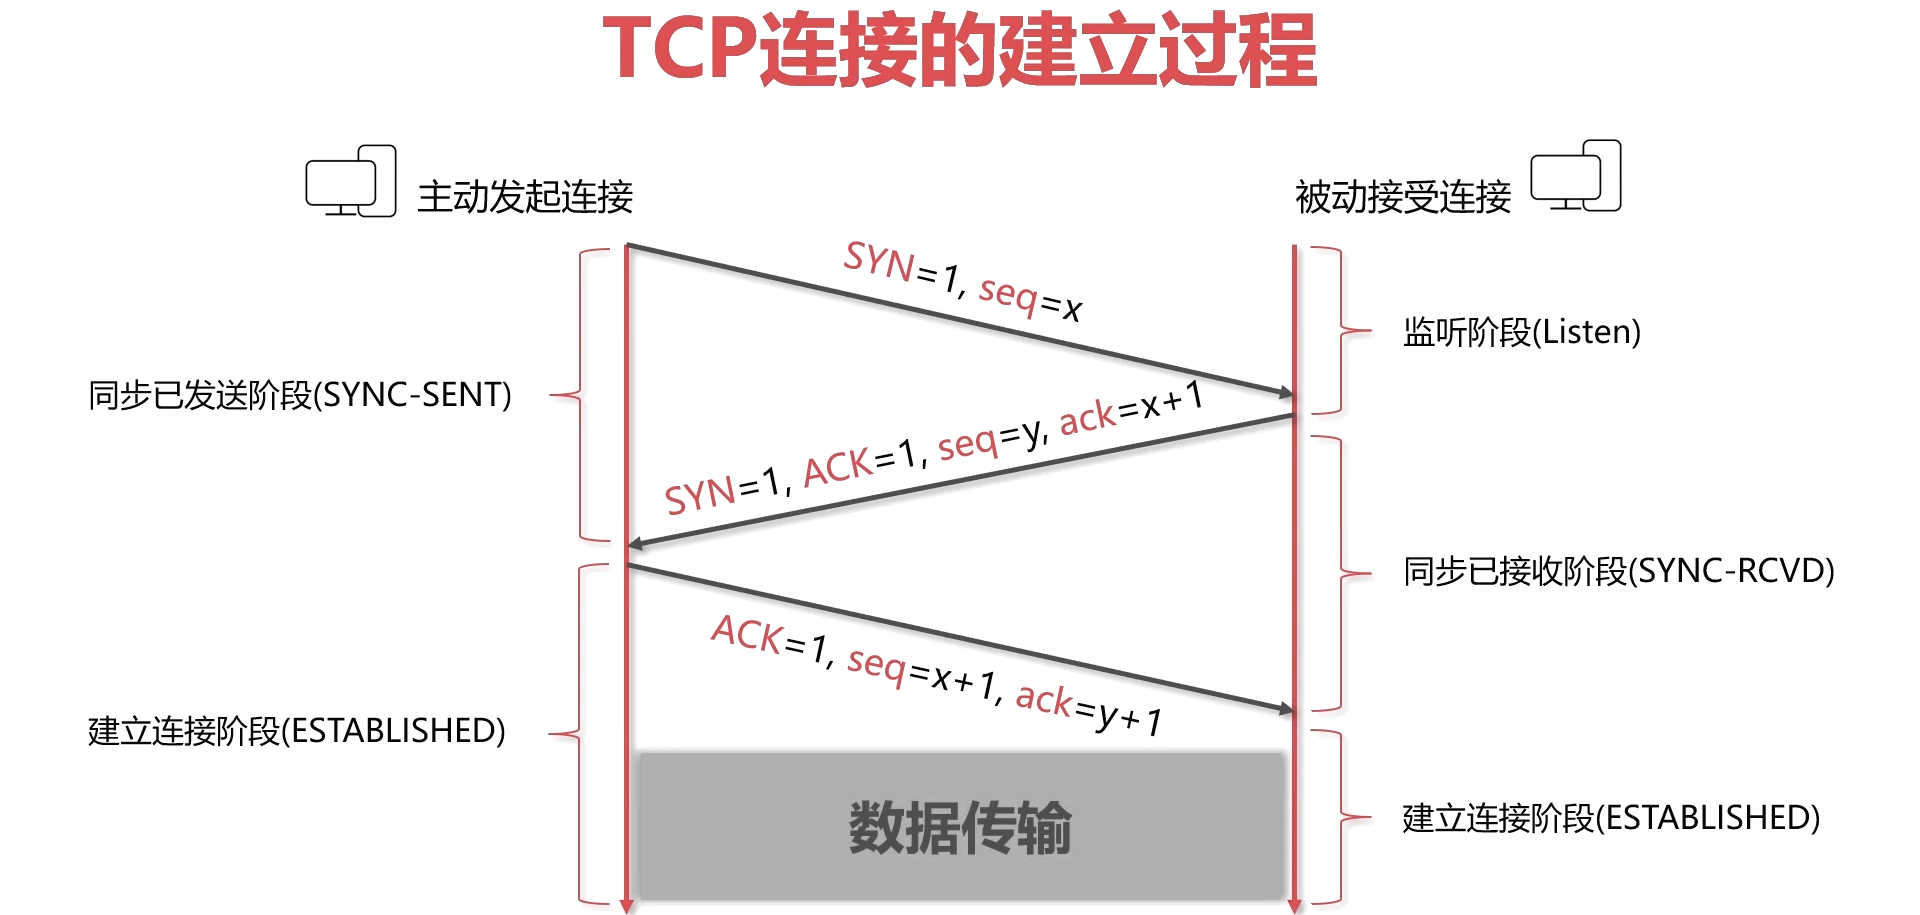 TCP连接的建立过程
主动发起连接
被动接受连接
SYN=1, seq=x
监听阶段(Listen)
同步已发送阶段(SYNC-SENT)
SYN=1, ACK=1, seq=y, ack=x+1
同步已接收阶段(SYNC-RCVD)
ACK=1, seq=x+1, ack=y+1
建立连接阶段(ESTABLISHED)
数据传输
建立连接阶段(ESTABLISHED)